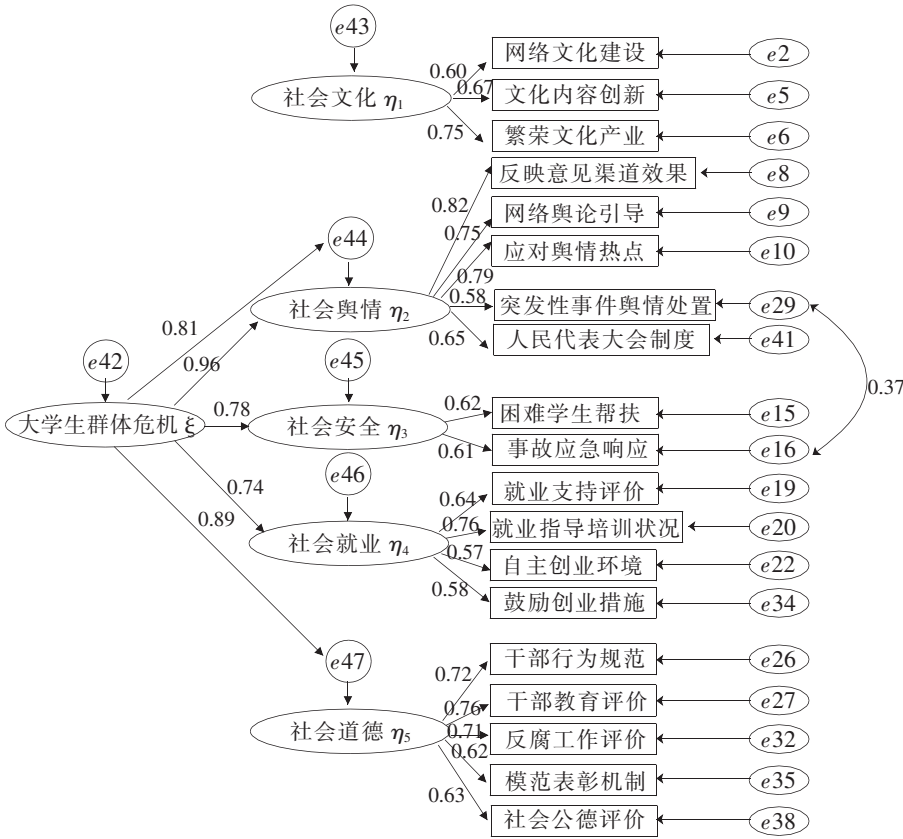 e43
网络文化建设
e2
0.60
社会文化 η1
0.67
文化内容创新
e5
0.75
繁荣文化产业
e6
反映意见渠道效果
e8
0.82
网络舆论引导
e9
e44
0.75
应对舆情热点
e10
0.79
社会舆情 η2
0.58
突发性事件舆情处置
e29
0.81
0.65
人民代表大会制度
e41
0.96
e42
e45
0.37
大学生群体危机 ξ
0.78
社会安全 η3
0.62
困难学生帮扶
e15
0.61
事故应急响应
e16
e46
0.74
0.64
就业支持评价
e19
0.89
0.76
就业指导培训状况
e20
社会就业 η4
0.57
自主创业环境
e22
0.58
鼓励创业措施
e34
e47
0.72
干部行为规范
e26
0.76
干部教育评价
e27
社会道德 η5
0.71
反腐工作评价
e32
0.62
模范表彰机制
e35
0.63
社会公德评价
e38